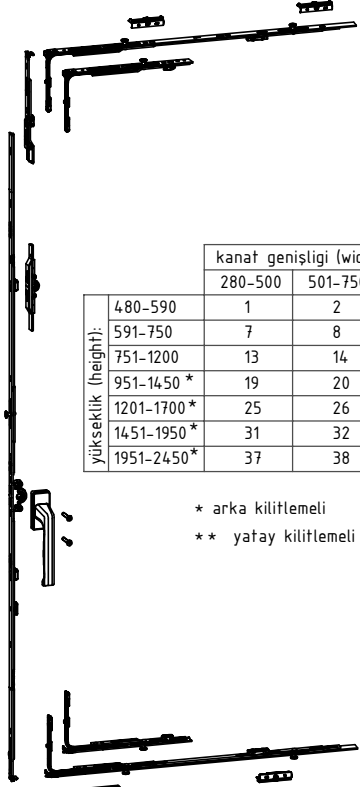 kanat genişligi (wid
280-500 501-750
yükseklik (height):
480-590 1 2
591-750 7 8
751-1200 13 14
951-1450 * 19 20
1201-1700 * 25 26
1451-1950 * 31 32
1951-2450* 37 38
* arka kilitlemeli
** yatay kilitlemeli